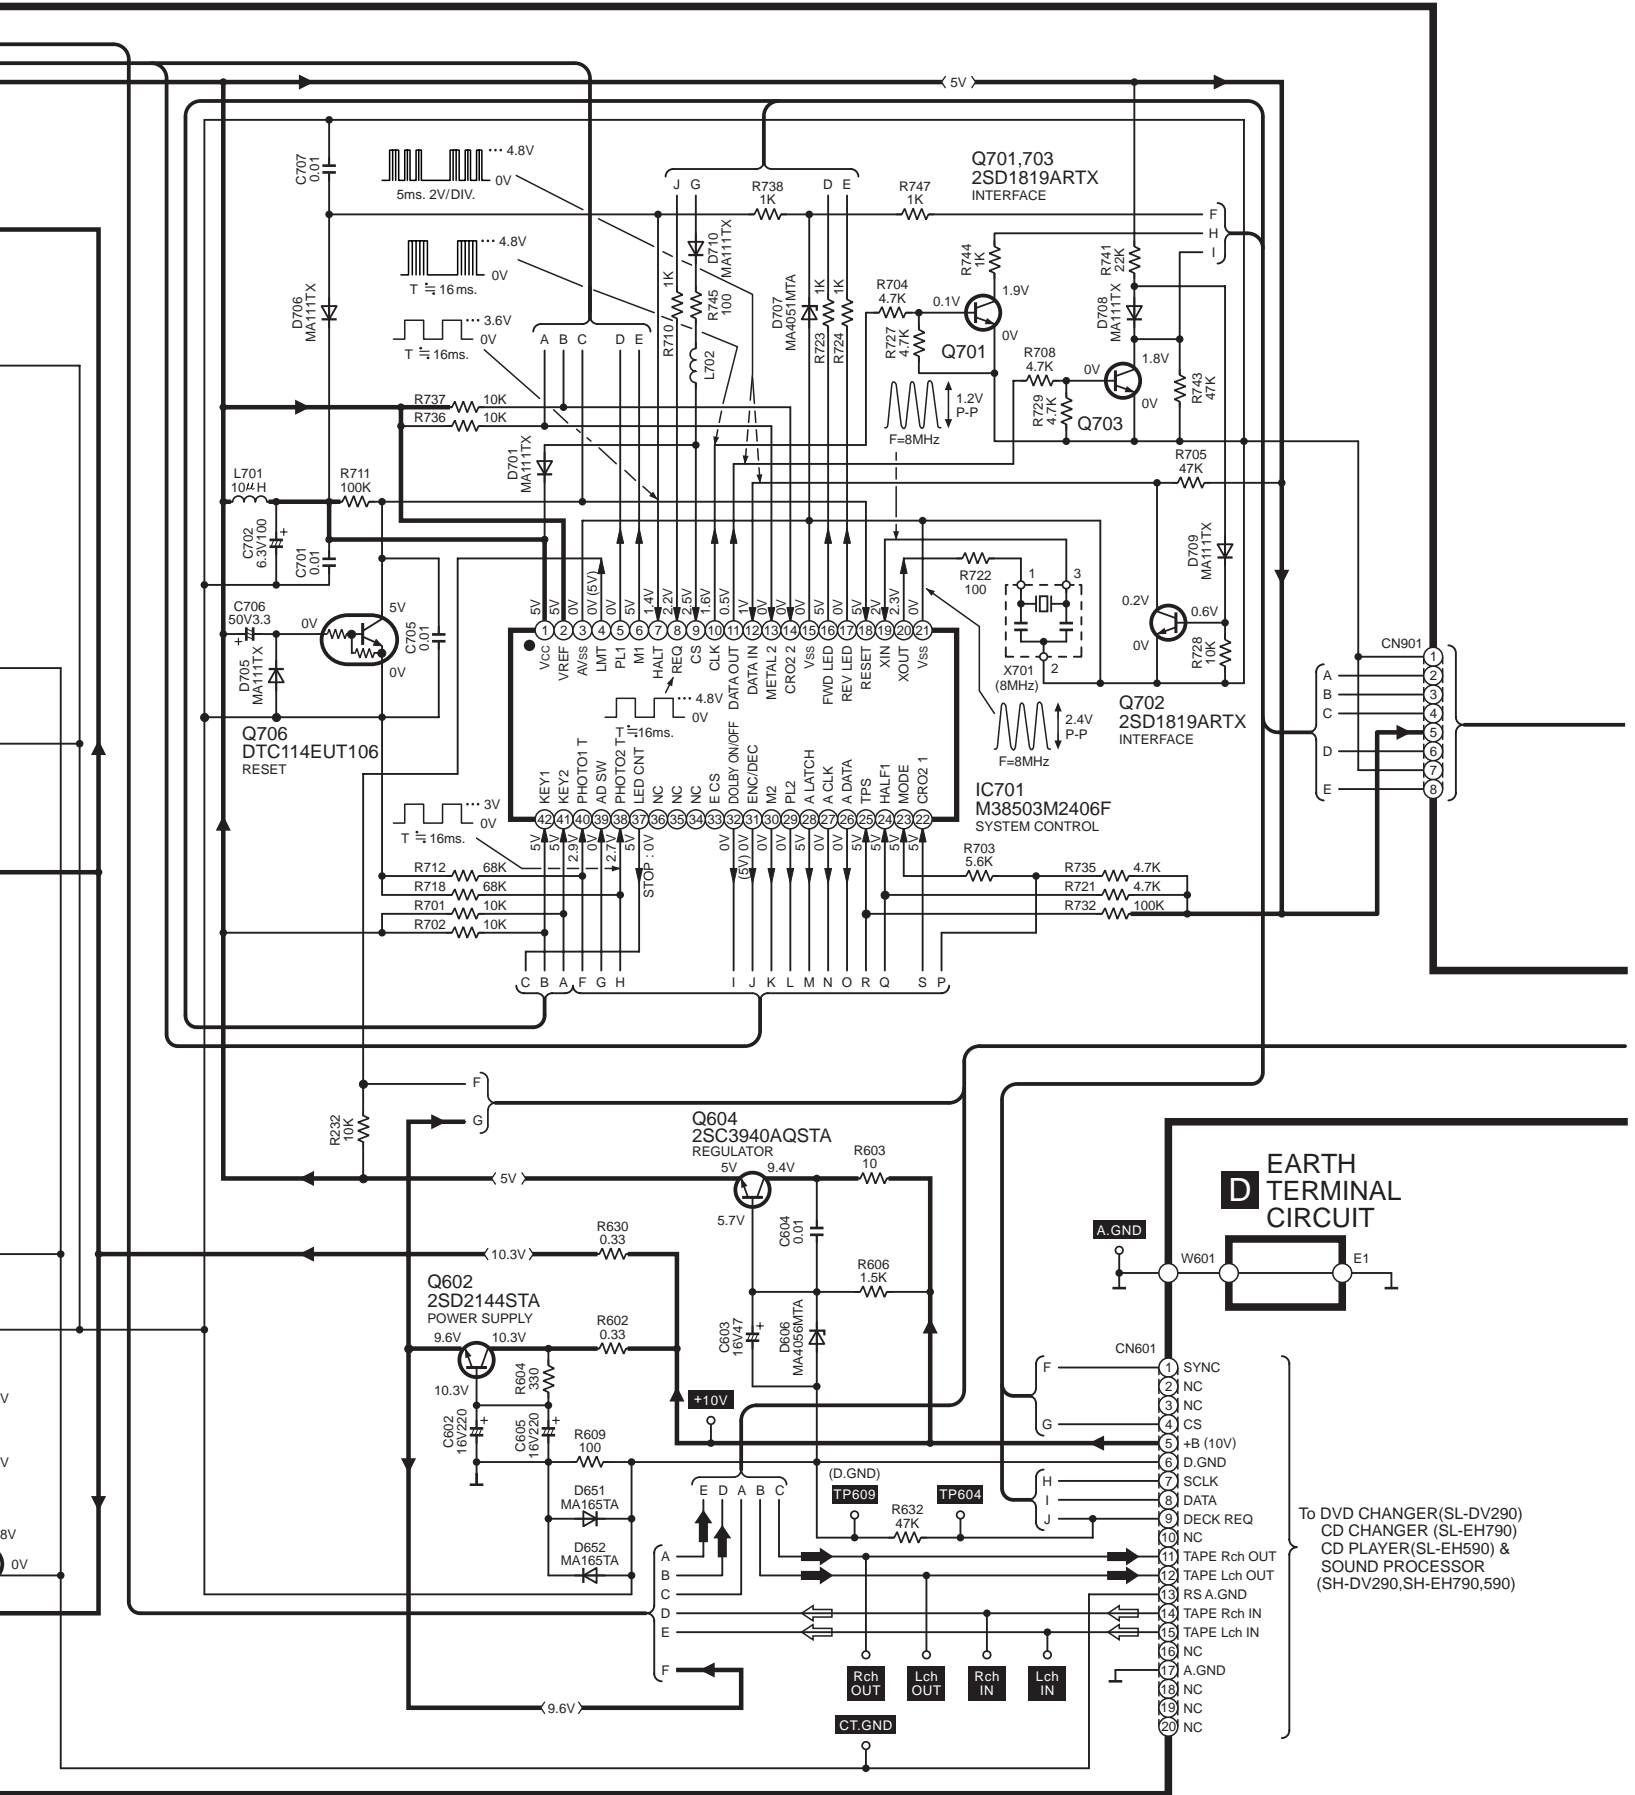 5V
C707
0.01
4.8V
0V
5ms. 2V/DIV.
4.8V
0V
T ≒ 16ms.
3.6V
0V
T ≒ 16ms.
D706
MA111TX
J G
D E
R738
1K
R747
1K
Q701,703
2SD1819ARTX
INTERFACE
F
H
I
D710
MA111TX
R710 1K
R745
100
L702
D707
MA4051MTA
R723 1K
R724 1K
R704
4.7K
0.1V
R727
4.7K
R744
1K
1.9V
0V
Q701
R741
22K
D708
MA111TX
R708
4.7K
0V
1.8V
0V
R729
4.7K
Q703
R743
47K
A B C D E
1.2V
P-P
F=8MHz
R737 10K
R736 10K
D701
MA111TX
R705
47K
L701
10μH
R711
100K
C702
6.3V100
+
C701
0.01
D709
MA111TX
R722
100
1
3
2
X701
(8MHz)
0.2V
0.6V
0V
R728
10K
Q702
2SD1819ARTX
INTERFACE
C706
50V3.3
+
0V
5V
0V
D705
MA111TX
C705
0.01
Q706
DTC114EUT106
RESET
5V 5V 0V 0V (5V) 0V 5V 1.4V 2.2V 2.5V 1.6V 0.5V 1V 0V 0V 5V 0V 0V 5V 2V 2.3V 0V
1 2 3 4 5 6 7 8 9 10 11 12 13 14 15 16 17 18 19 20 21
Vcc VREF AVss LMT PL1 M1 HALT REQ CS CLK DATA OUT DATA IN METAL 2 CRO2 2 Vss FWD LED REV LED RESET XIN XOUT Vss
4.8V
0V
T ≒16ms.
2.4V
P-P
F=8MHz
IC701
M38503M2406F
SYSTEM CONTROL
KEY1 KEY2 PHOTO1 T AD SW PHOTO2 T LED CNT NC NC NC E CS DOLBY ON/OFF ENC/DEC M2 PL2 A LATCH A CLK A DATA TPS HALF1 MODE CRO2 1
42 41 40 39 38 37 36 35 34 33 32 31 30 29 28 27 26 25 24 23 22
5V 5V 2.9V 0V 2.7V 5V STOP : 0V 0V (5V) 0V 0V 0V 5V 0V 0V 5V 5V 5V 5V
3V
0V
T ≒ 16ms.
R712 68K
R718 68K
R701 10K
R702 10K
R703
5.6K
R735 4.7K
R721 4.7K
R732 100K
C B A F G H I J K L M N O R Q S P
CN901
A
B
C
D
E
1
2
3
4
5
6
7
8
F
G
R232
10K
5V
Q604
2SC3940AQSTA
REGULATOR
5V 9.4V
5.7V
R603
10
C604
0.01
R630
0.33
10.3V
R606
1.5K
Q602
2SD2144STA
POWER SUPPLY
9.6V 10.3V
10.3V
R602
0.33
R604
330
C603
16V47
+
D606
MA4056MTA
C602
16V220
+
C605
16V220
+
R609
100
D651
MA165TA
D652
MA165TA
+10V
E D A B C
A
B
C
D
E
F
9.6V
(D.GND)
TP609
R632
47K
TP604
Rch
OUT
Lch
OUT
Rch
IN
Lch
IN
CT.GND
D EARTH
TERMINAL
CIRCUIT
A.GND
W601
E1
CN601
F
G
H
I
J
1 SYNC
2 NC
3 NC
4 CS
5 +B (10V)
6 D.GND
7 SCLK
8 DATA
9 DECK REQ
10 NC
11 TAPE Rch OUT
12 TAPE Lch OUT
13 RS A.GND
14 TAPE Rch IN
15 TAPE Lch IN
16 NC
17 A.GND
18 NC
19 NC
20 NC
To DVD CHANGER(SL-DV290)
CD CHANGER (SL-EH790)
CD PLAYER(SL-EH590) &
SOUND PROCESSOR
(SH-DV290,SH-EH790,590)
V
V
8V
0V